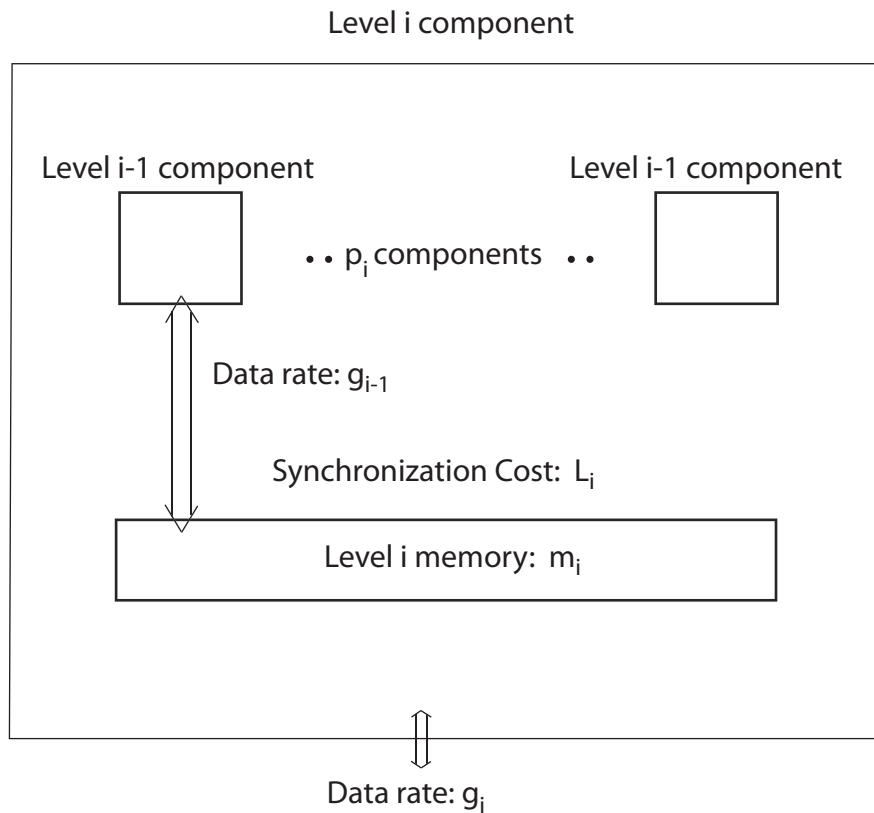 Level i component
Level i-1 component
Level i-1 component
.. p_i components ..
Data rate: g_{i-1}
Synchronization Cost: L_i
Level i memory: m_i
Data rate: g_i